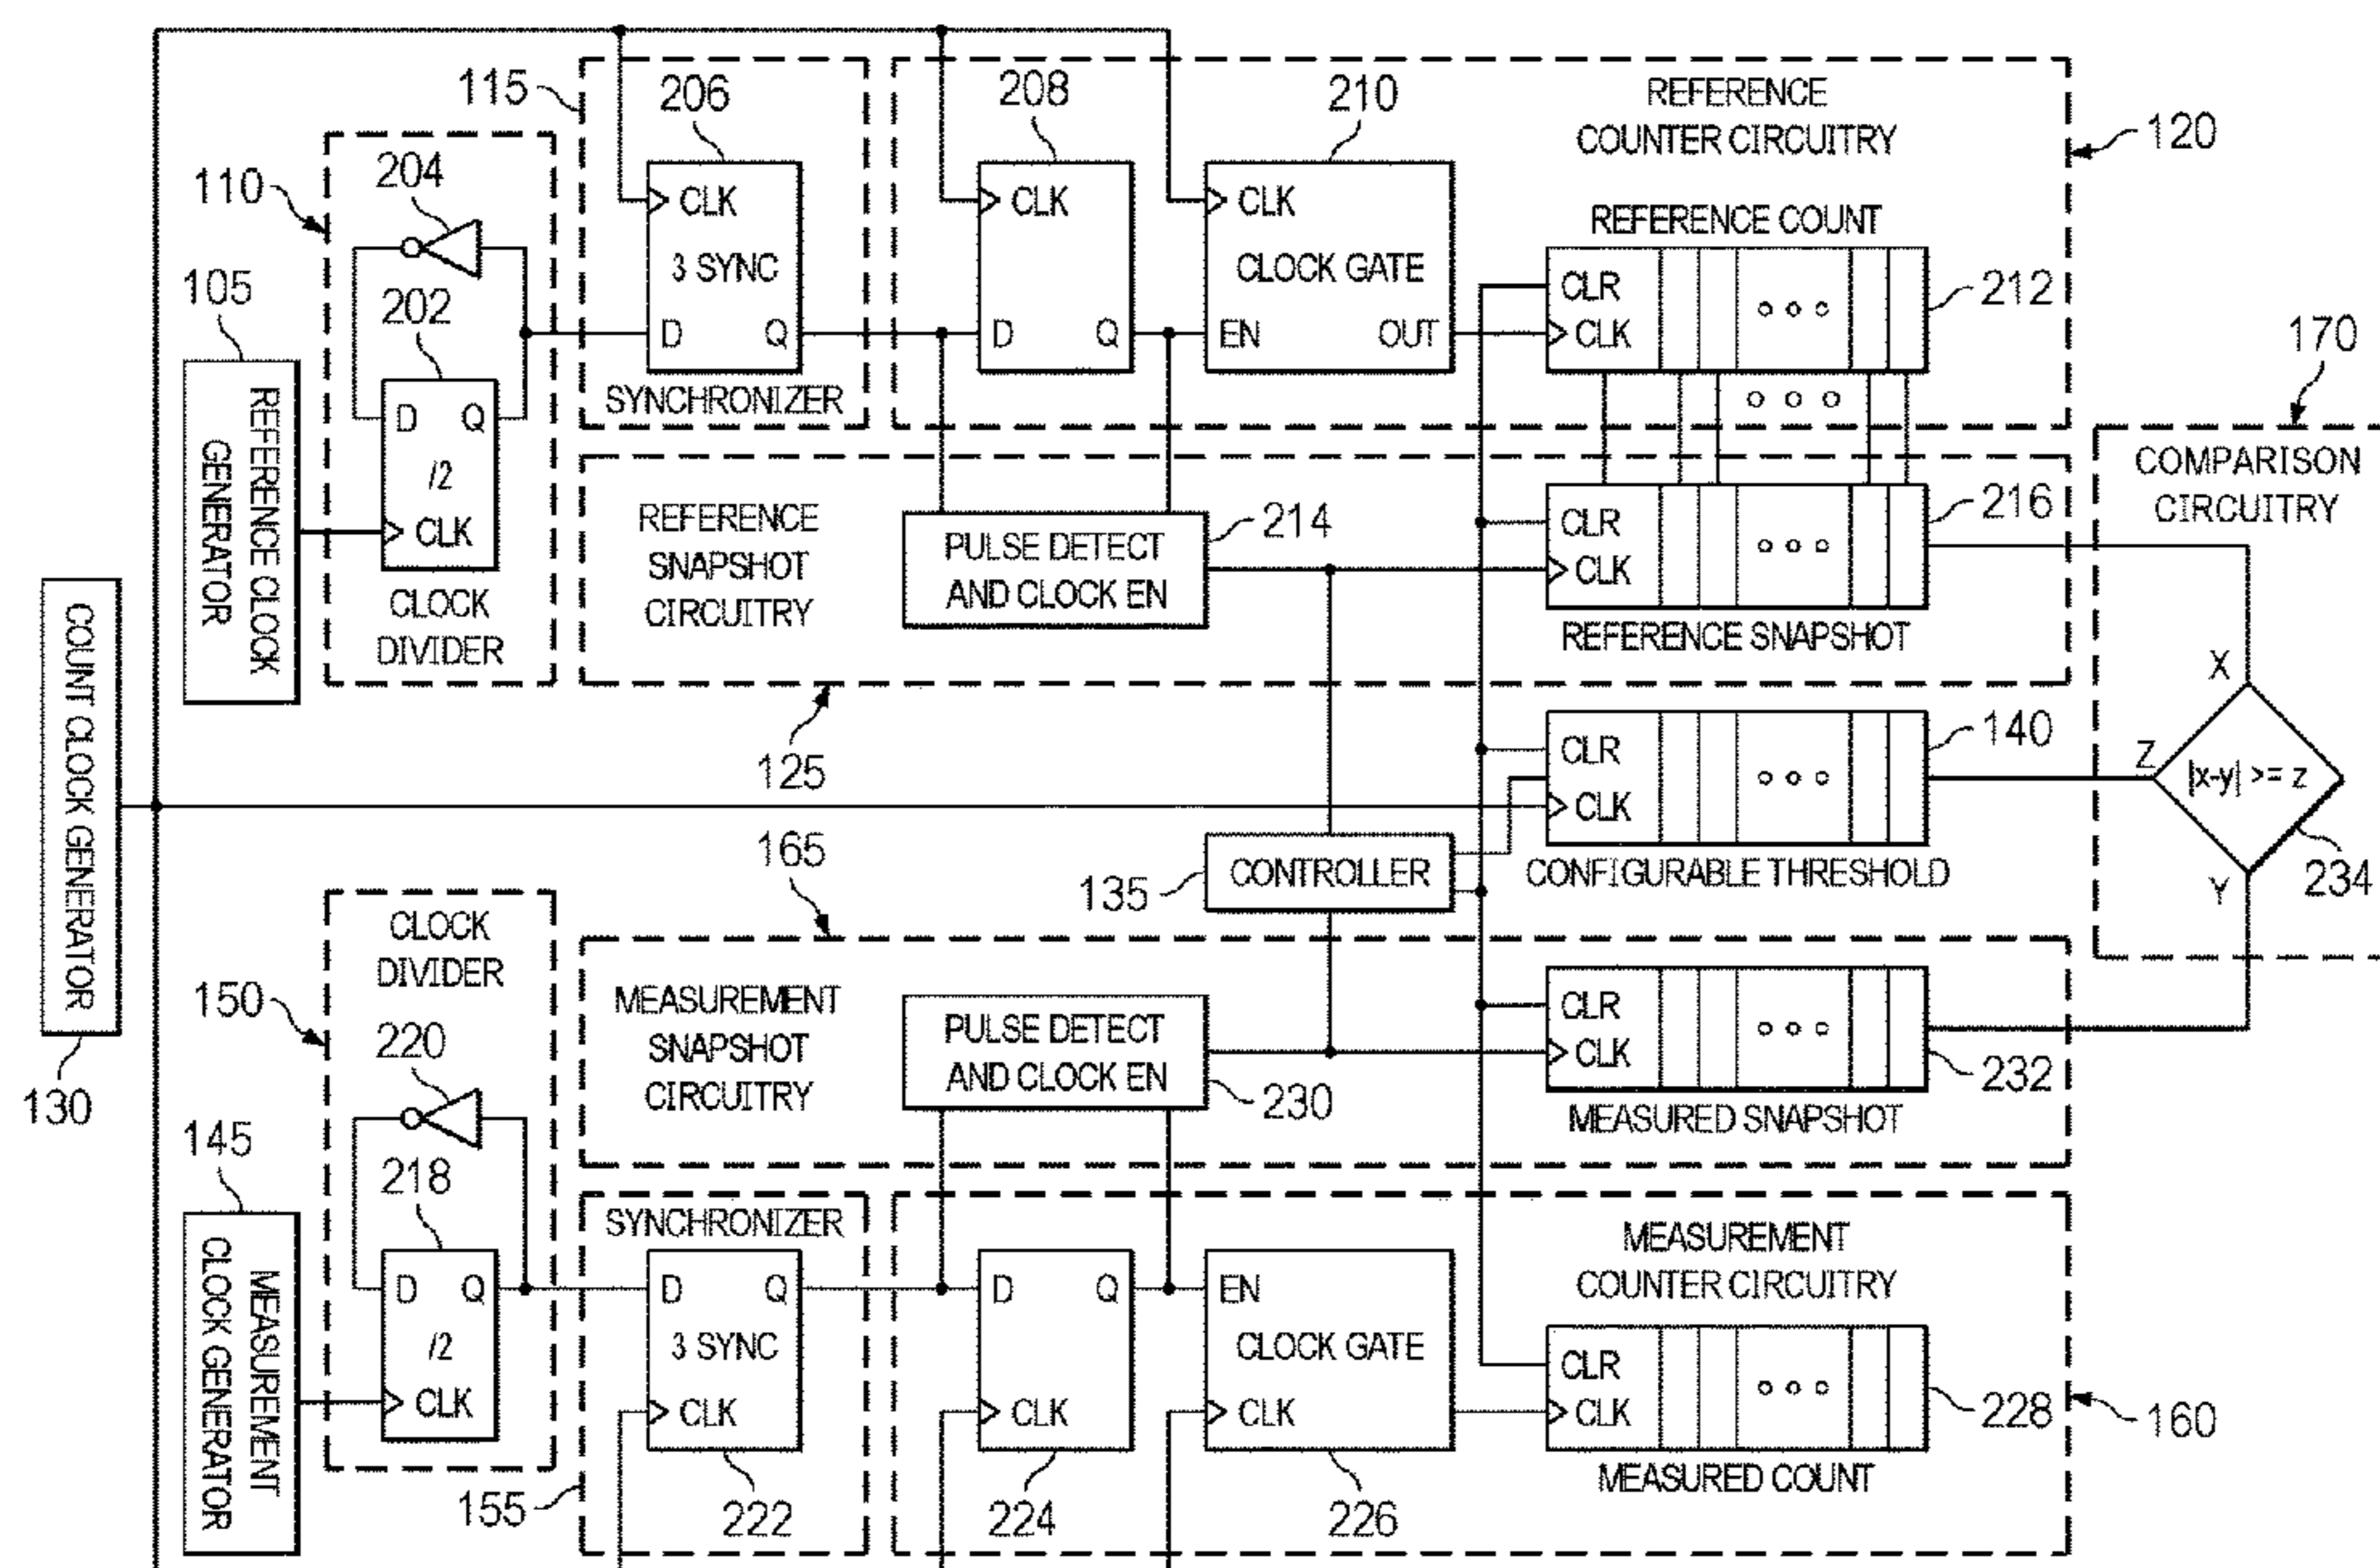 115
206
208
210
REFERENCE
COUNTER CIRCUITRY
120
110
204
CLK
CLK
CLK
REFERENCE COUNT
3 SYNC
CLOCK GATE
CLR
212
105
202
D
Q
D
Q
EN
OUT
CLK
170
SYNCHRONIZER
REFERENCE CLOCK
GENERATOR
D
Q
/2
CLK
COMPARISON
CIRCUITRY
REFERENCE
SNAPSHOT
CIRCUITRY
PULSE DETECT
AND CLOCK EN
214
CLR
CLK
216
CLOCK
DIVIDER
REFERENCE SNAPSHOT
X
125
CLR
CLK
140
Z
|x-y| >= z
COUNT CLOCK GENERATOR
130
165
135
CONTROLLER
CONFIGURABLE THRESHOLD
Y
234
CLOCK
DIVIDER
150
MEASUREMENT
SNAPSHOT
CIRCUITRY
PULSE DETECT
AND CLOCK EN
230
CLR
CLK
232
220
MEASURED SNAPSHOT
145
218
SYNCHRONIZER
MEASUREMENT
COUNTER CIRCUITRY
MEASUREMENT
CLOCK GENERATOR
D
Q
/2
CLK
D
Q
3 SYNC
CLK
D
Q
CLK
EN
CLOCK GATE
CLK
CLR
CLK
228
160
155
222
224
226
MEASURED COUNT